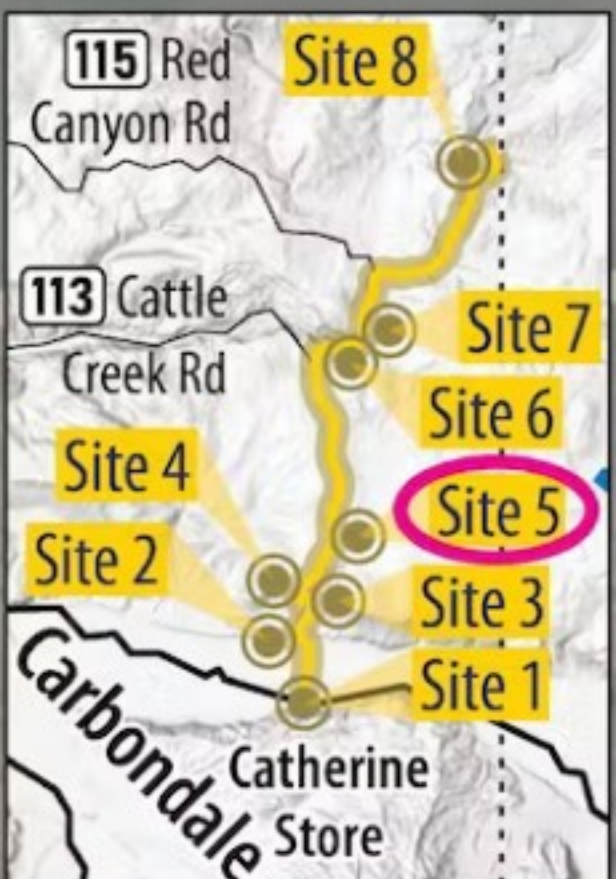 115 Red
Canyon Rd
Site 8
113 Cattle
Creek Rd
Site 7
Site 6
Site 4
Site 5
Site 2
Site 3
Site 1
Carbondale
Catherine
Store